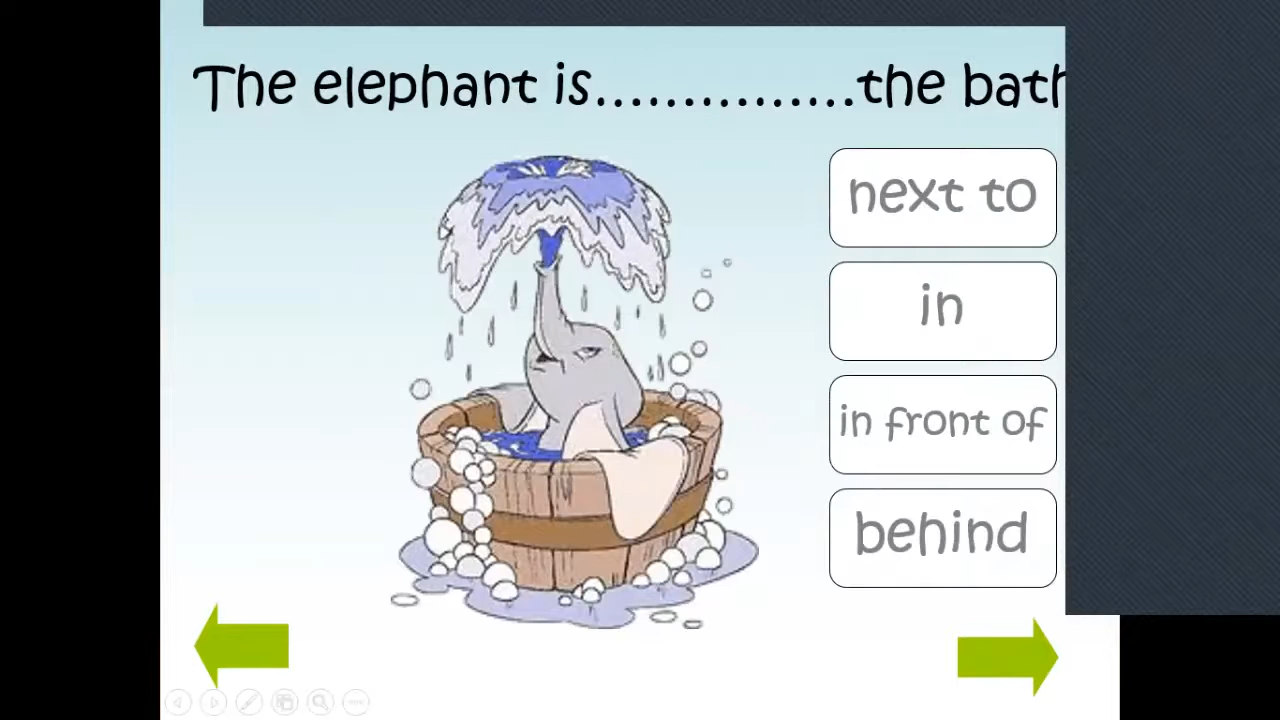 The elephant is...............the bath
next to
in
in front of
behind